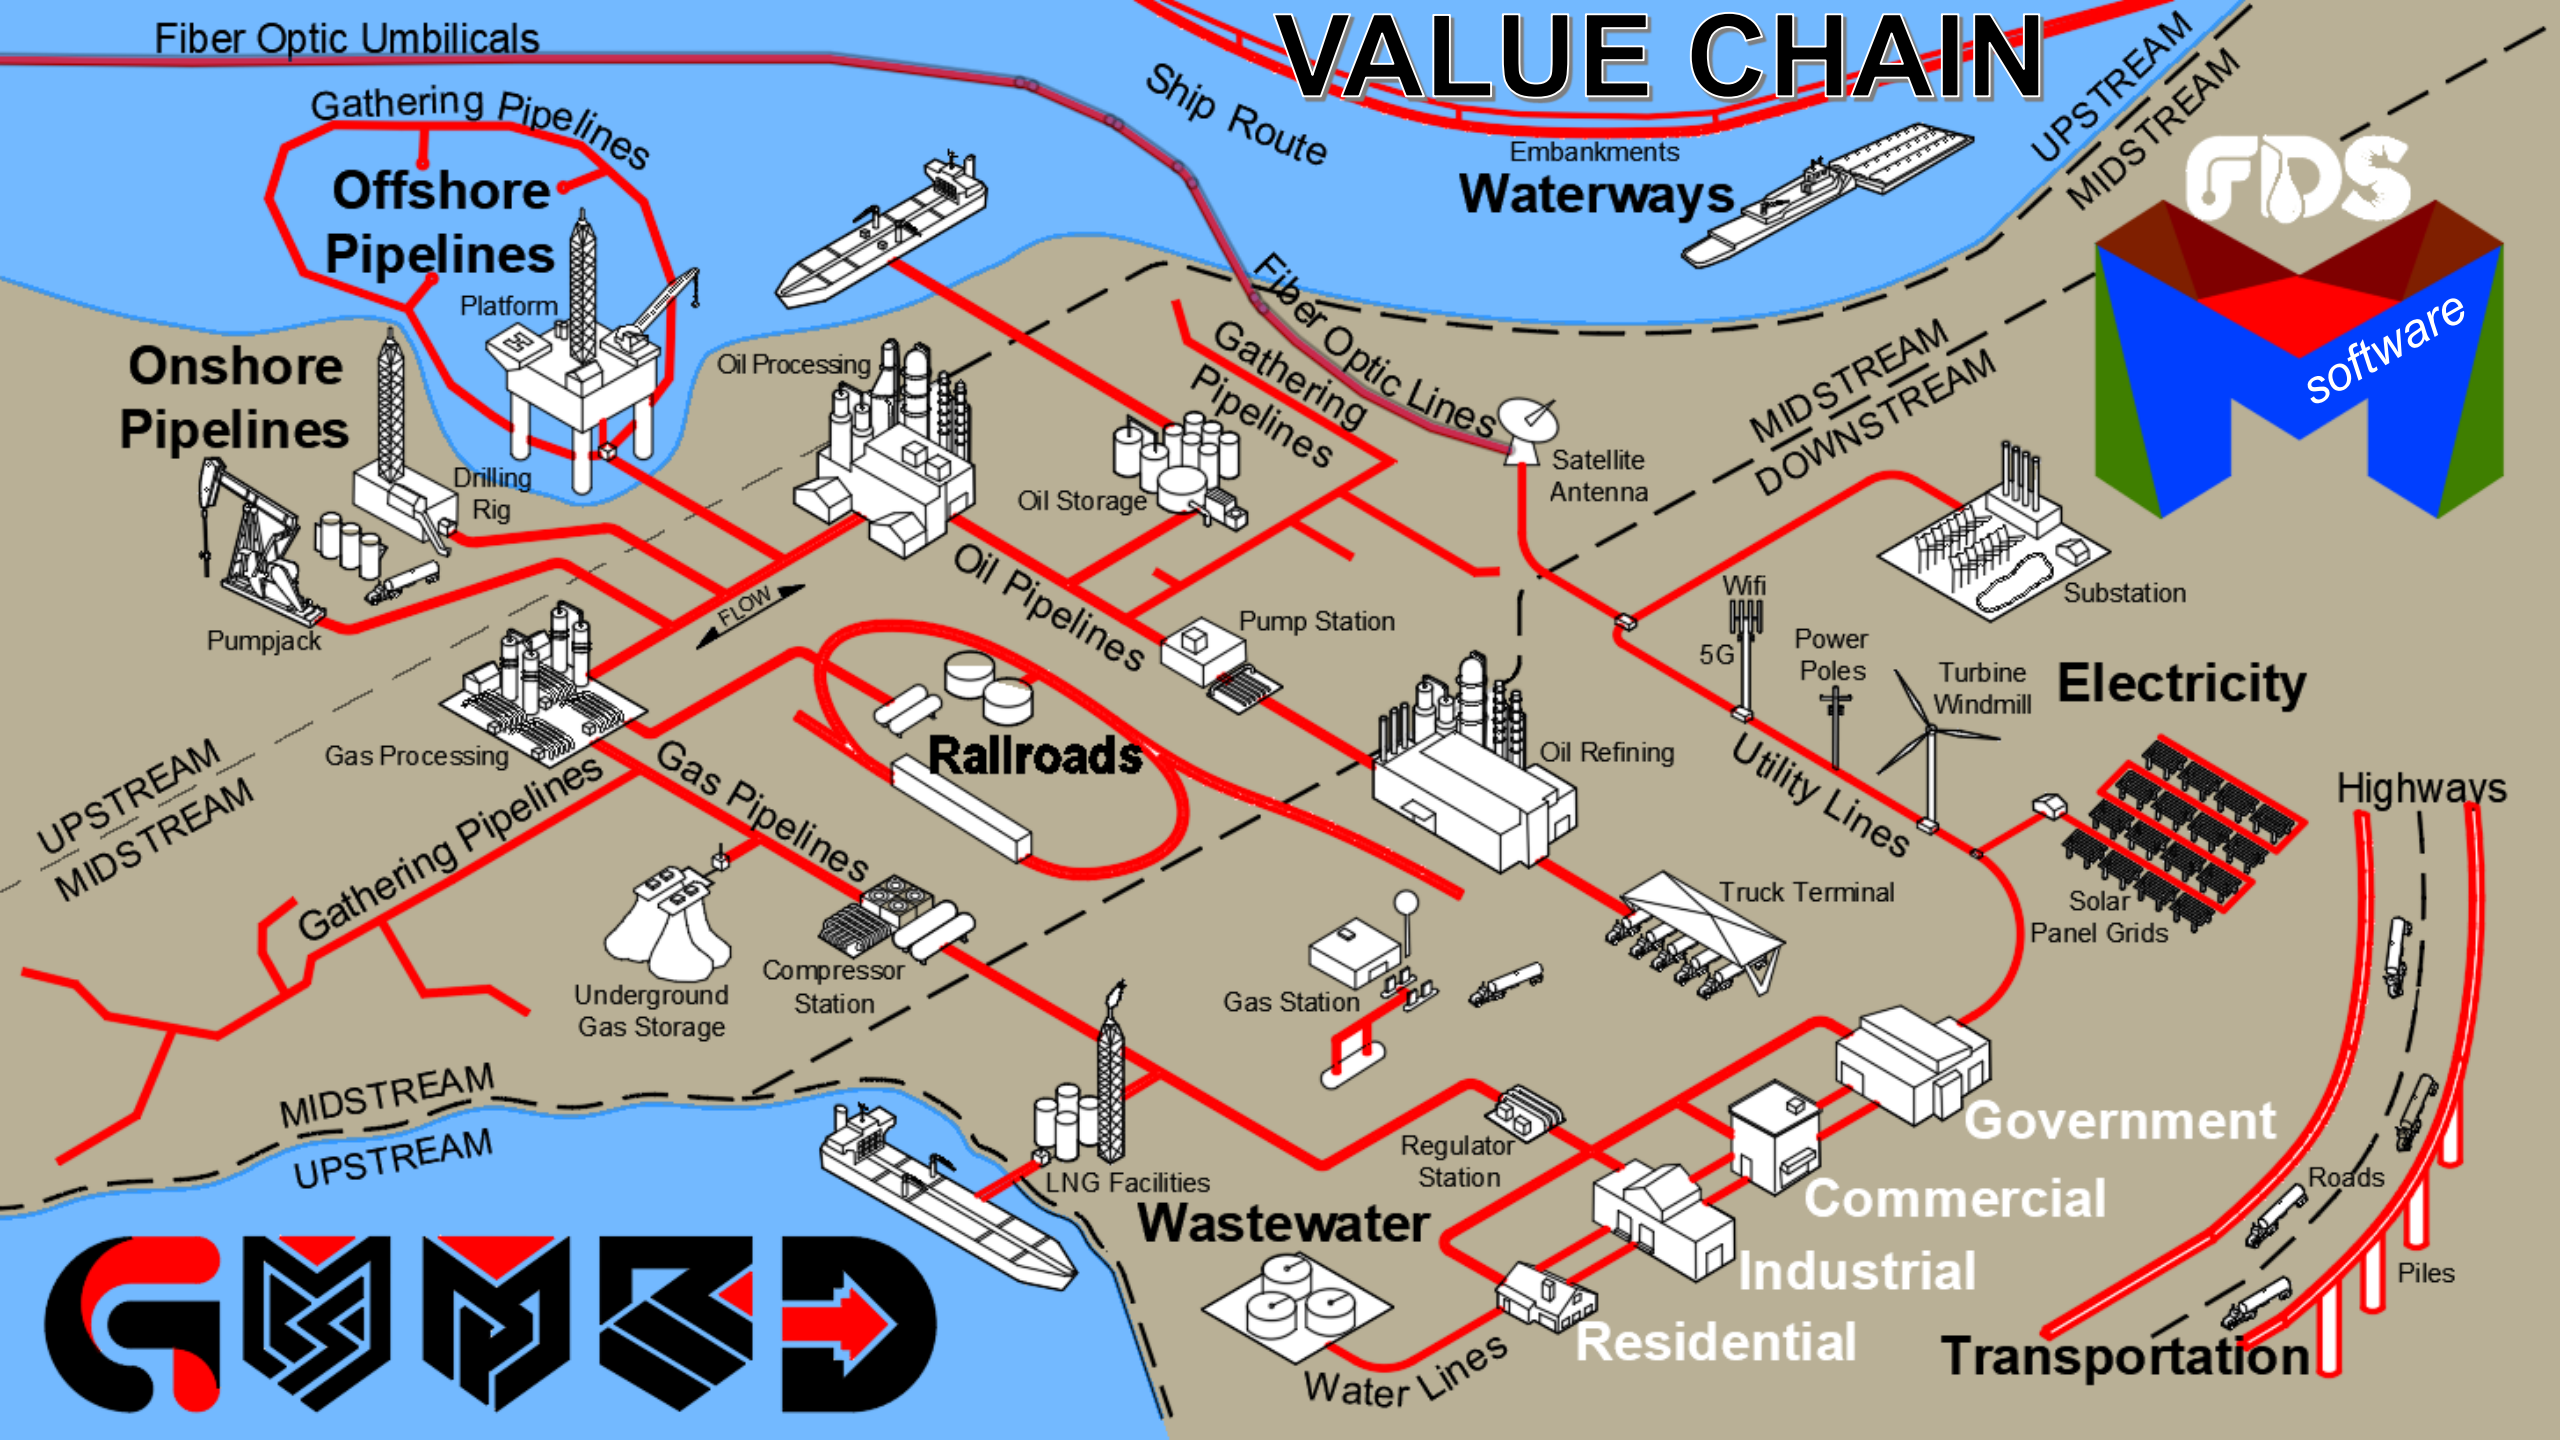 VALUE CHAIN
Fiber Optic Umbilicals
Gathering Pipelines
Offshore
Pipelines
Platform
Ship Route
Embankments
Waterways
UPSTREAM
MIDSTREAM
FDS
software
Onshore
Pipelines
Drilling
Rig
Pumpjack
Oil Processing
Fiber Optic Lines
Gathering
Pipelines
Oil Storage
Satellite
Antenna
MIDSTREAM
DOWNSTREAM
Substation
FLOW
Oil Pipelines
Pump Station
Wifi
5G
Power
Poles
Turbine
Windmill
Electricity
Gas Processing
Gas Pipelines
Rallroads
Oil Refining
Utility Lines
Highways
UPSTREAM
MIDSTREAM
Gathering Pipelines
Underground
Gas Storage
Compressor
Station
Gas Station
Truck Terminal
Solar
Panel Grids
MIDSTREAM
UPSTREAM
LNG Facilities
Regulator
Station
Government
Commercial
Industrial
Residential
Wastewater
Water Lines
Roads
Piles
Transportation